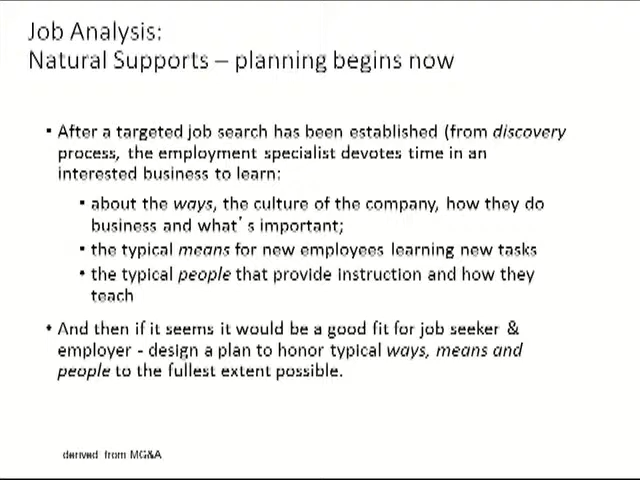 Job Analysis:
Natural Supports – planning begins now
• After a targeted job search has been established (from discovery
process, the employment specialist devotes time in an
interested business to learn:
• about the ways, the culture of the company, how they do
business and what's important;
• the typical means for new employees learning new tasks
• the typical people that provide instruction and how they
teach
• And then if it seems it would be a good fit for job seeker &
employer - design a plan to honor typical ways, means and
people to the fullest extent possible.
derived from MG&A